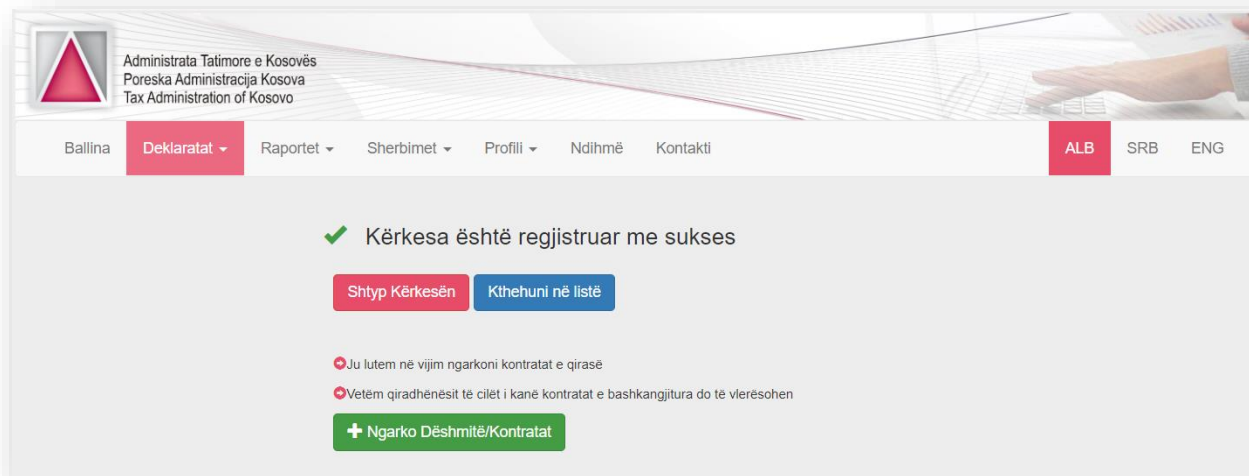 Administrata Tatimore e Kosovës
Poreska Administracija Kosova
Tax Administration of Kosovo
Ballina Deklaratat Raportet Sherbimet Profili Ndihmë Kontakti ALB SRB ENG
Kërkesa është regjistruar me sukses
Shtyp Kërkesën Kthehuni në listë
Ju lutem në vijim ngarkoni kontratat e qirasë
Vetëm qiradhënësit të cilët i kanë kontratat e bashkangjitura do të vlerësohen
Ngarko Dëshmitë/Kontratat